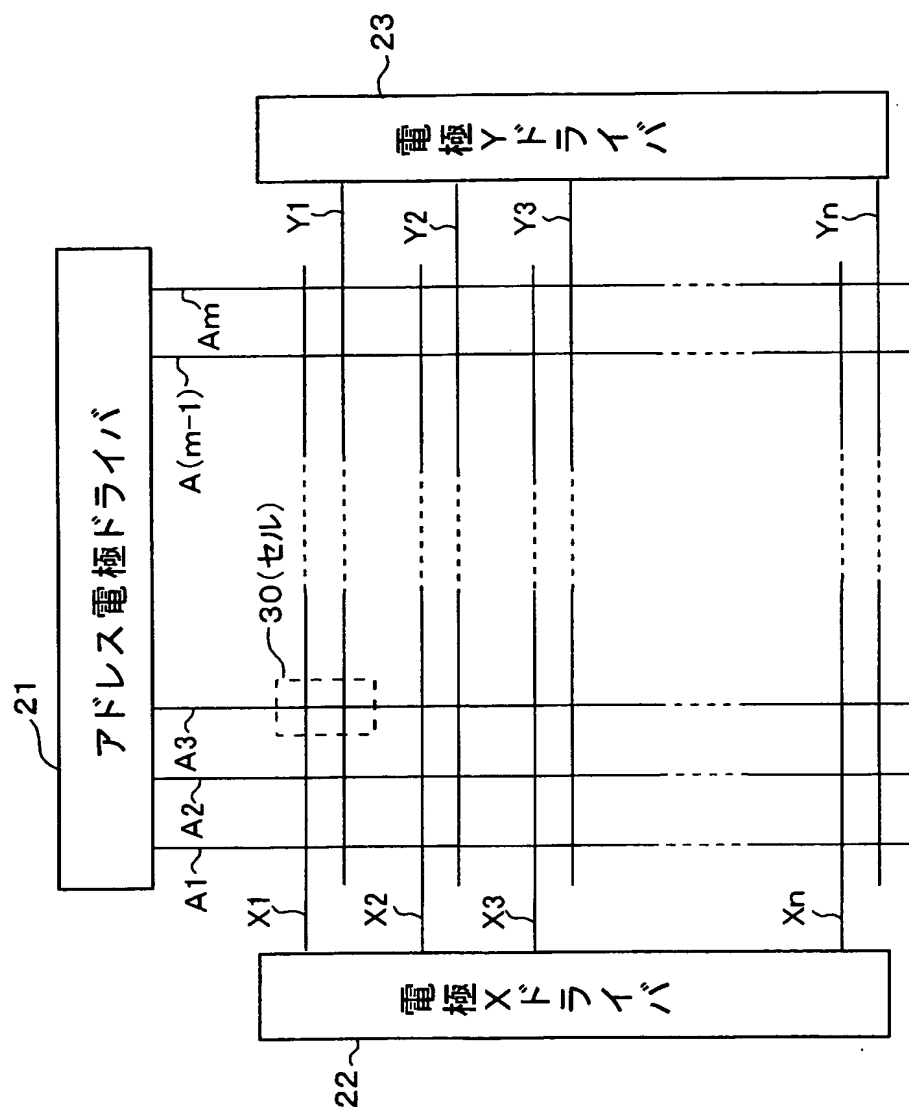 21
アドレス電極ドライバ
A1
A2
A3
A(m-1)
Am
30(セル)
23
電極Yドライバ
X1
Y1
X2
Y2
X3
Y3
Xn
Yn
電極Xドライバ
22